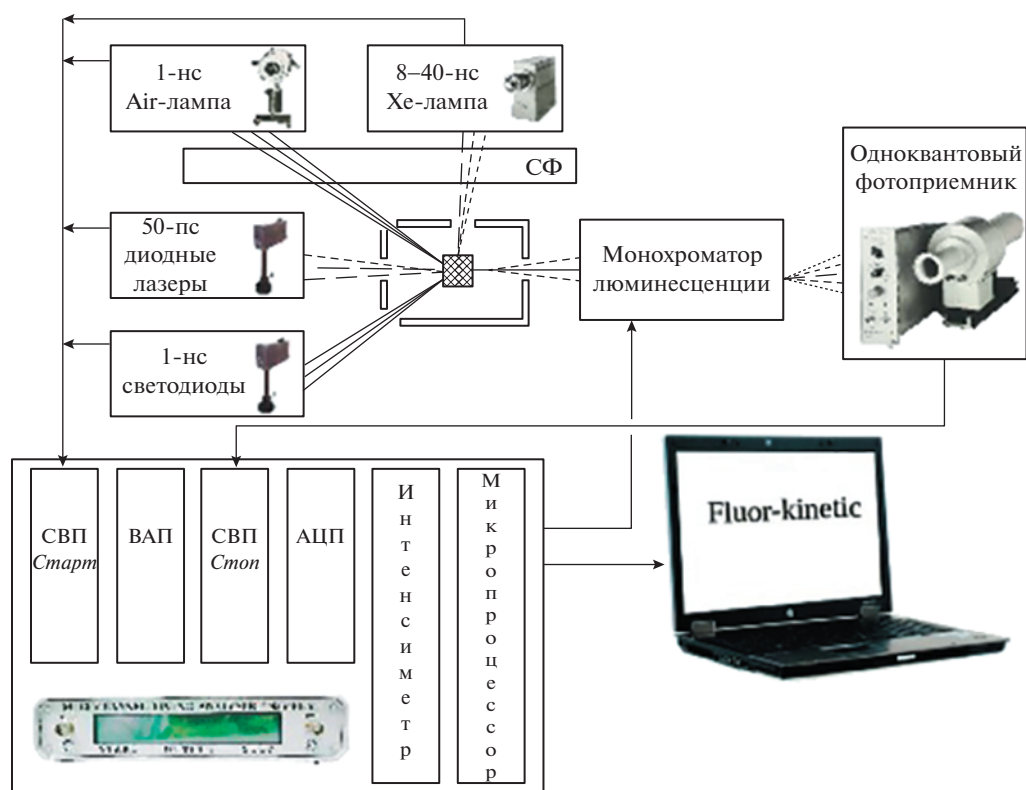 1-нс
Air-лампа
8–40-нс
Xe-лампа
СФ
Одноквантовый
фотоприемник
50-пс
диодные
лазеры
Монохроматор
люминесценции
1-нс
светодиоды
СВП
Старт
ВАП
СВП
Стоп
АЦП
Интенсиметр
Микропроцессор
Fluor-kinetic